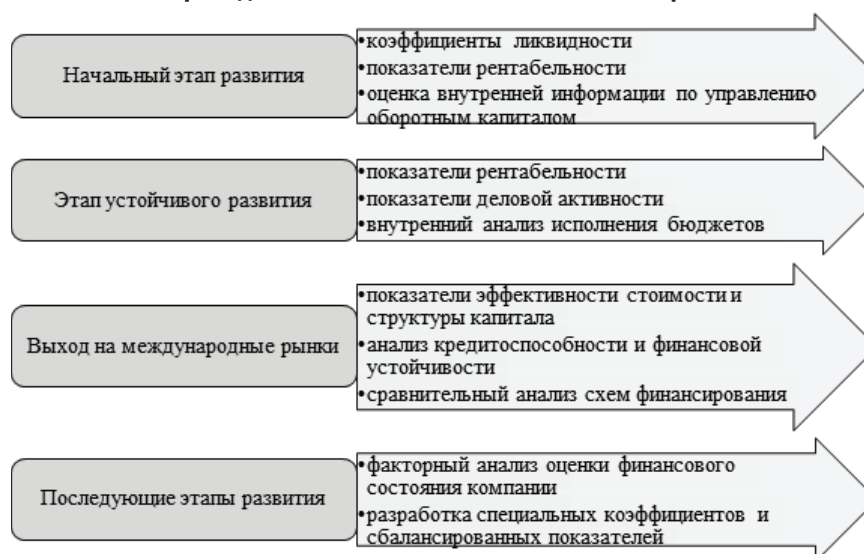 Начальный этап развития
•коэффициенты ликвидности
•показатели рентабельности
•оценка внутренней информации по управлению
оборотным капиталом
Этап устойчивого развития
•показатели рентабельности
•показатели деловой активности
•внутренний анализ исполнения бюджетов
Выход на международные рынки
•показатели эффективности стоимости и
структуры капитала
•анализ кредитоспособности и финансовой
устойчивости
•сравнительный анализ схем финансирования
Последующие этапы развития
•факторный анализ оценки финансового
состояния компании
•разработка специальных коэффициентов и
сбалансированных показателей